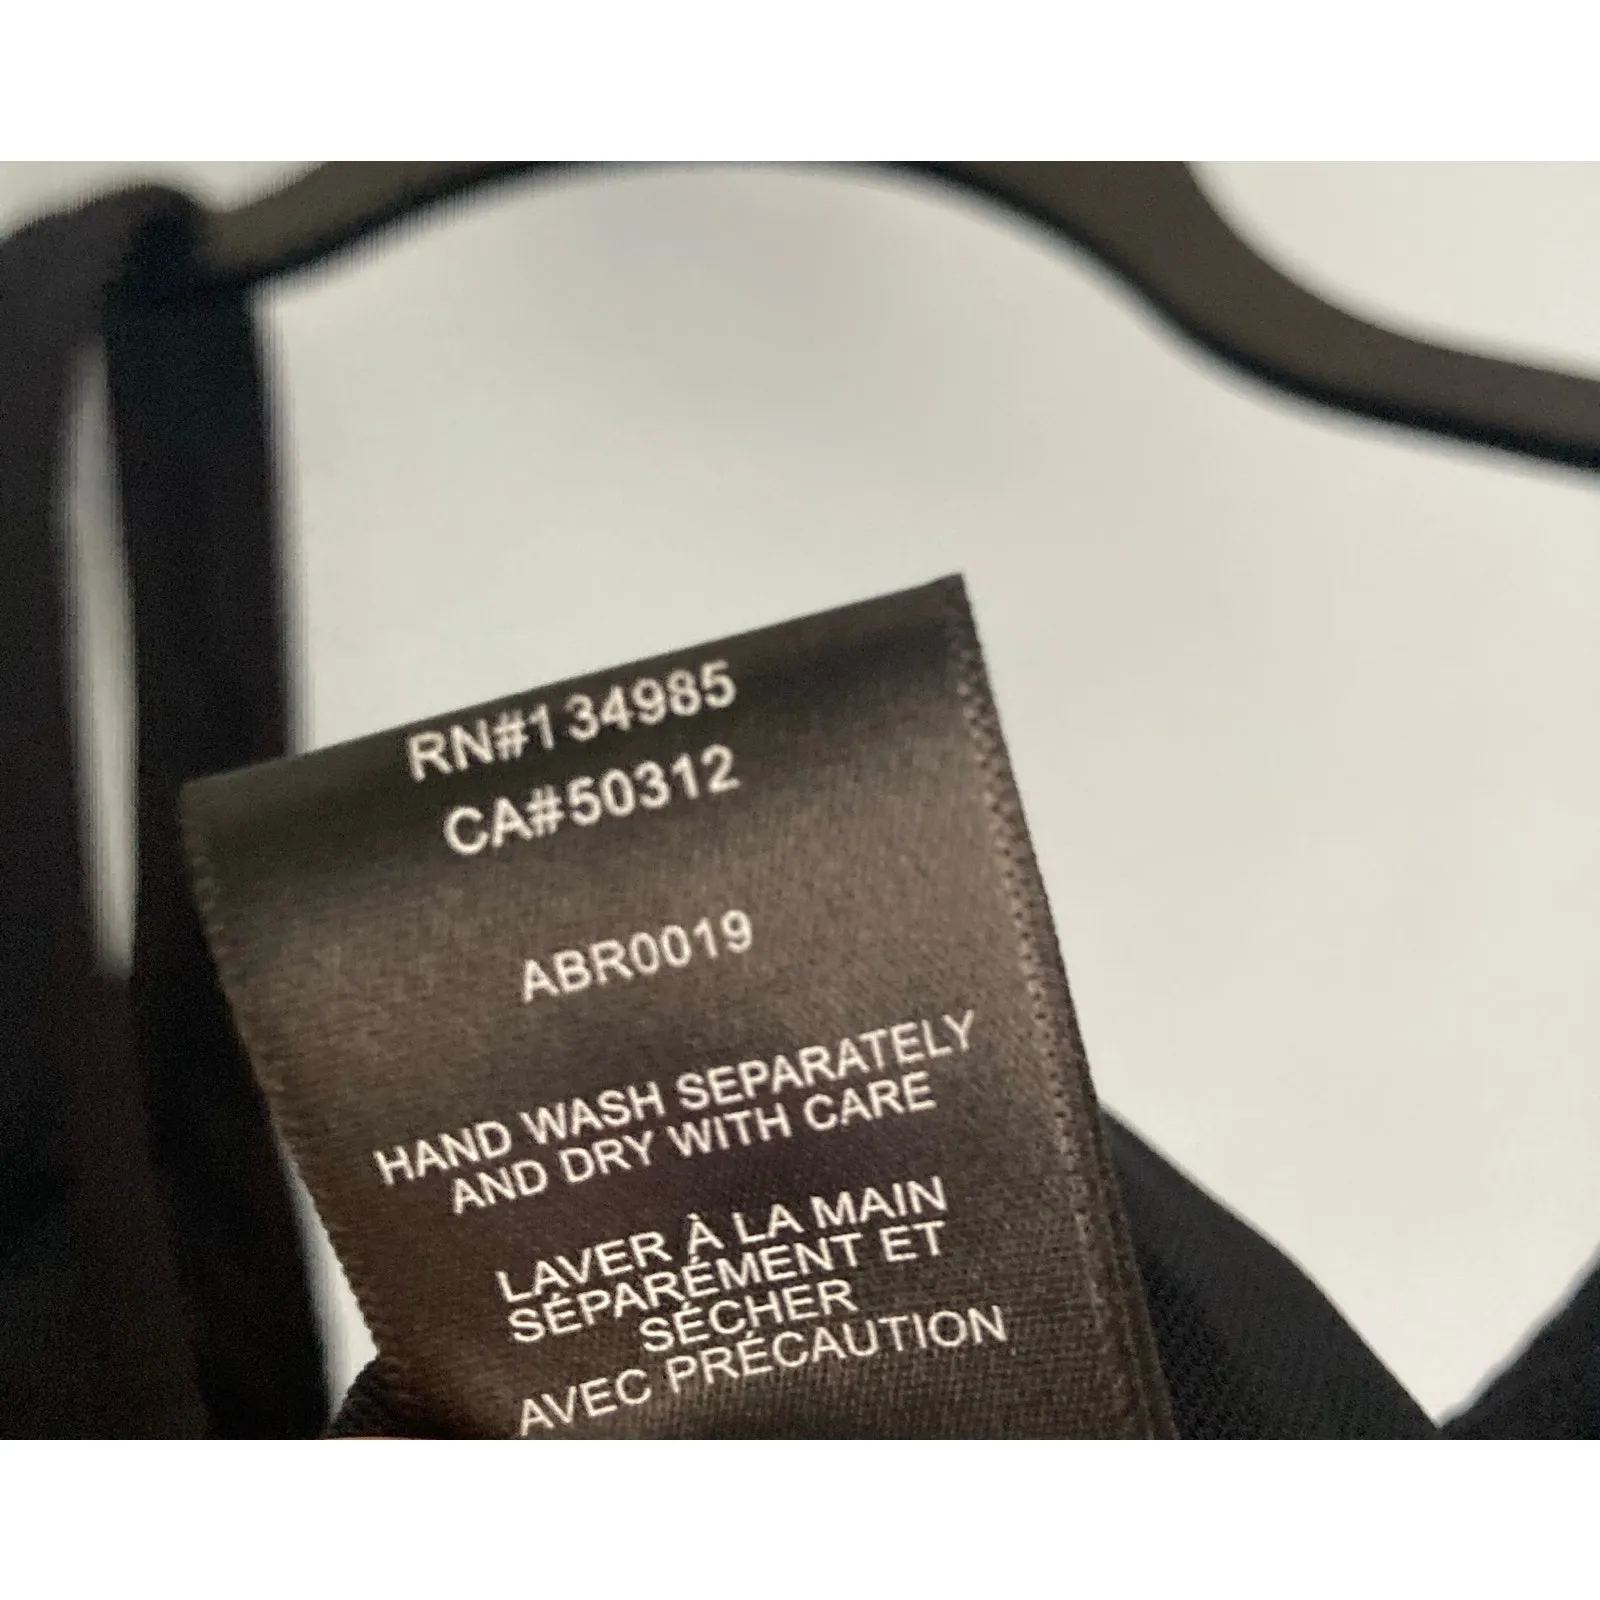 RN#134985
CA#50312
ABR0019
HAND WASH SEPARATELY
AND DRY WITH CARE
LAVER À LA MAIN
SÉPARÉMENT ET
SÉCHER
AVEC PRÉCAUTION